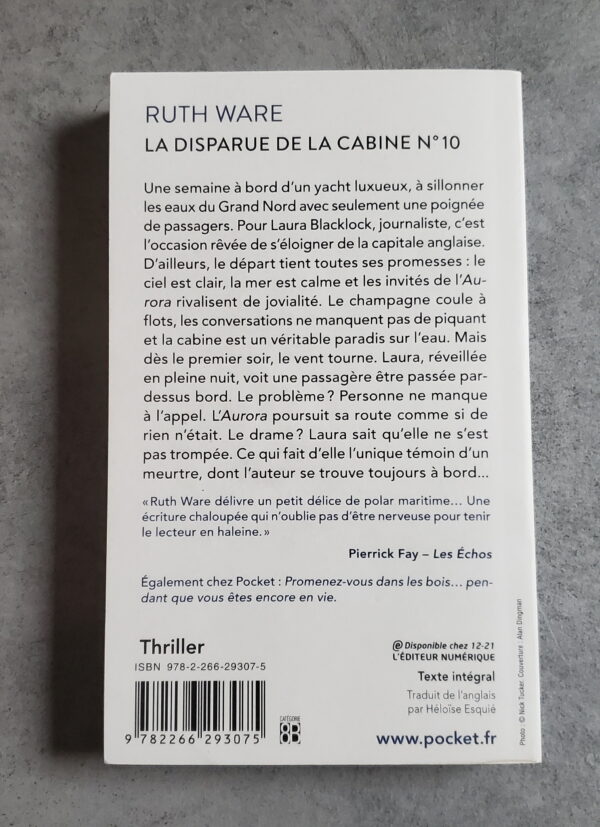 RUTH WARE
LA DISPARUE DE LA CABINE N° 10
Une semaine à bord d'un yacht luxueux, à sillonner
les eaux du Grand Nord avec seulement une poignée
de passagers. Pour Laura Blacklock, journaliste, c'est
l'occasion rêvée de s'éloigner de la capitale anglaise.
D'ailleurs, le départ tient toutes ses promesses : le
ciel est clair, la mer est calme et les invités de l'Au-
rora rivalisent de jovialité. Le champagne coule à
flots, les conversations ne manquent pas de piquant
et la cabine est un véritable paradis sur l'eau. Mais
dès le premier soir, le vent tourne. Laura, réveillée
en pleine nuit, voit une passagère être passée par-
dessus bord. Le problème ? Personne ne manque
à l'appel. L'Aurora poursuit sa route comme si de
rien n'était. Le drame ? Laura sait qu'elle ne s'est
pas trompée. Ce qui fait d'elle l'unique témoin d'un
meurtre, dont l'auteur se trouve toujours à bord...
« Ruth Ware délivre un petit délice de polar maritime... Une
écriture chaloupée qui n'oublie pas d'être nerveuse pour tenir
le lecteur en haleine. »
Pierrick Fay – Les Échos
Également chez Pocket : Promenez-vous dans les bois... pen-
dant que vous êtes encore en vie.
Thriller
ISBN 978-2-266-29307-5
9 782266 293075
CATÉGORIE
@ Disponible chez 12-21
L'ÉDITEUR NUMÉRIQUE
Texte intégral
Traduit de l'anglais
par Héloïse Esquié
www.pocket.fr
Photo : © Nick Tucker. Couverture : Alan Dingman